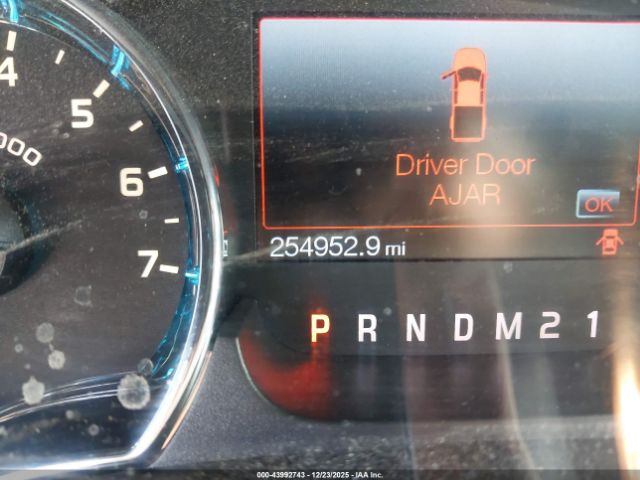 4
5
6
7
000
Driver Door
AJAR
OK
254952.9 mi
P R N D M 2 1
000-43992743 - 12/23/2025 - IAA Inc.